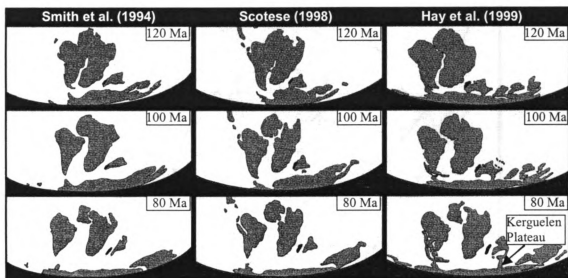 Smith et al. (1994) Scotese (1998) Hay et al. (1999)
120 Ma 120 Ma 120 Ma
100 Ma 100 Ma 100 Ma
80 Ma 80 Ma 80 Ma
Kerguelen
Plateau